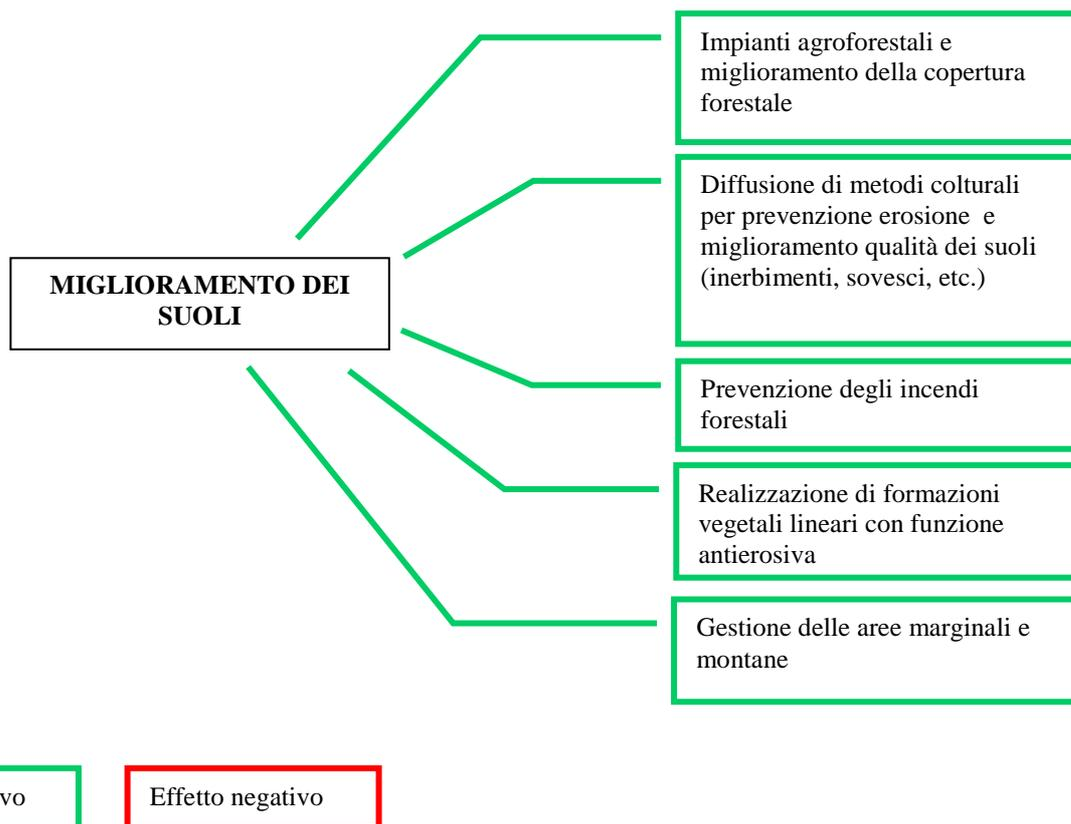 Impianti agroforestali e
miglioramento della copertura
forestale
Diffusione di metodi colturali
per prevenzione erosione e
miglioramento qualità dei suoli
(inerbimenti, sovesci, etc.)
MIGLIORAMENTO DEI
SUOLI
Prevenzione degli incendi
forestali
Realizzazione di formazioni
vegetali lineari con funzione
antierosiva
Gestione delle aree marginali e
montane
vo
Effetto negativo